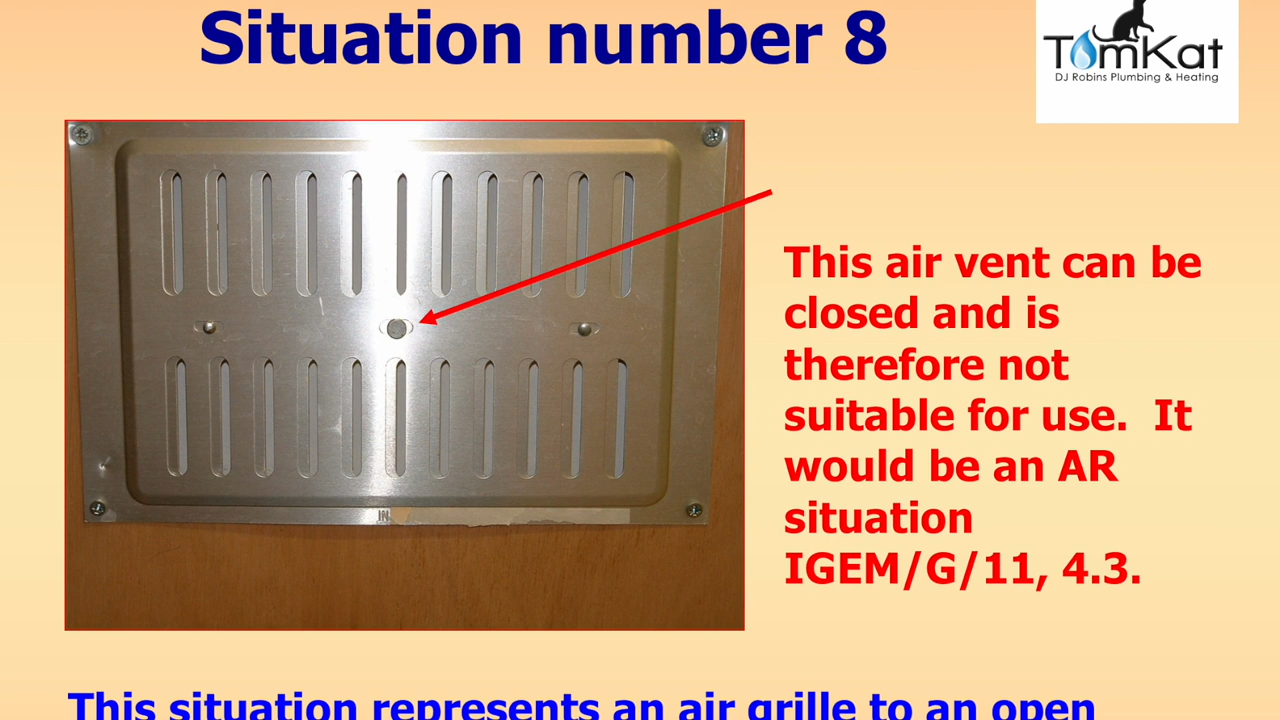 Situation number 8
TomKat
DJ Robins Plumbing & Heating
This air vent can be
closed and is
therefore not
suitable for use. It
would be an AR
situation
IGEM/G/11, 4.3.
IN
This situation represents an air grille to an open